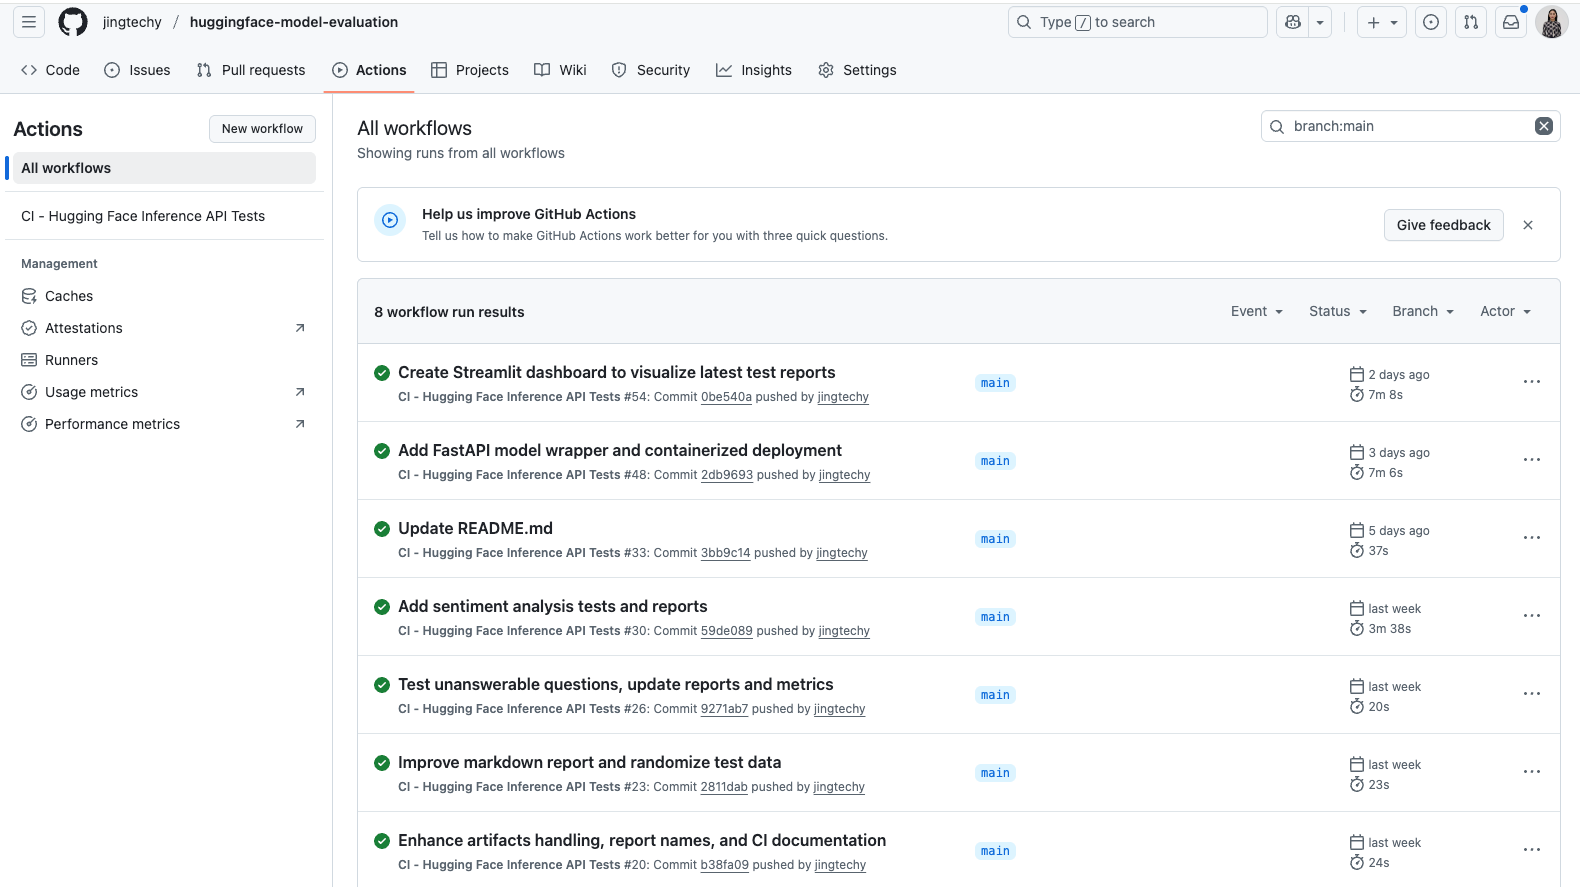 jingtechy / huggingface-model-evaluation
Type / to search
Code
Issues
Pull requests
Actions
Projects
Wiki
Security
Insights
Settings
Actions
New workflow
All workflows
CI - Hugging Face Inference API Tests
Management
Caches
Attestations
Runners
Usage metrics
Performance metrics
All workflows
Showing runs from all workflows
branch:main
Help us improve GitHub Actions
Tell us how to make GitHub Actions work better for you with three quick questions.
Give feedback
8 workflow run results
Event
Status
Branch
Actor
Create Streamlit dashboard to visualize latest test reports
CI - Hugging Face Inference API Tests #54: Commit 0be540a pushed by jingtechy
main
2 days ago
7m 8s
Add FastAPI model wrapper and containerized deployment
CI - Hugging Face Inference API Tests #48: Commit 2db9693 pushed by jingtechy
main
3 days ago
7m 6s
Update README.md
CI - Hugging Face Inference API Tests #33: Commit 3bb9c14 pushed by jingtechy
main
5 days ago
37s
Add sentiment analysis tests and reports
CI - Hugging Face Inference API Tests #30: Commit 59de089 pushed by jingtechy
main
last week
3m 38s
Test unanswerable questions, update reports and metrics
CI - Hugging Face Inference API Tests #26: Commit 9271ab7 pushed by jingtechy
main
last week
20s
Improve markdown report and randomize test data
CI - Hugging Face Inference API Tests #23: Commit 2811dab pushed by jingtechy
main
last week
23s
Enhance artifacts handling, report names, and CI documentation
CI - Hugging Face Inference API Tests #20: Commit b38fa09 pushed by jingtechy
main
last week
24s